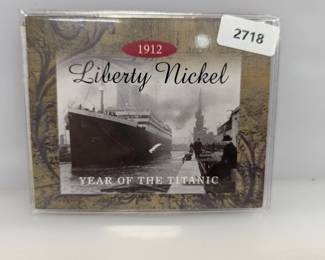 2718
1912
Liberty Nickel
YEAR OF THE TITANIC